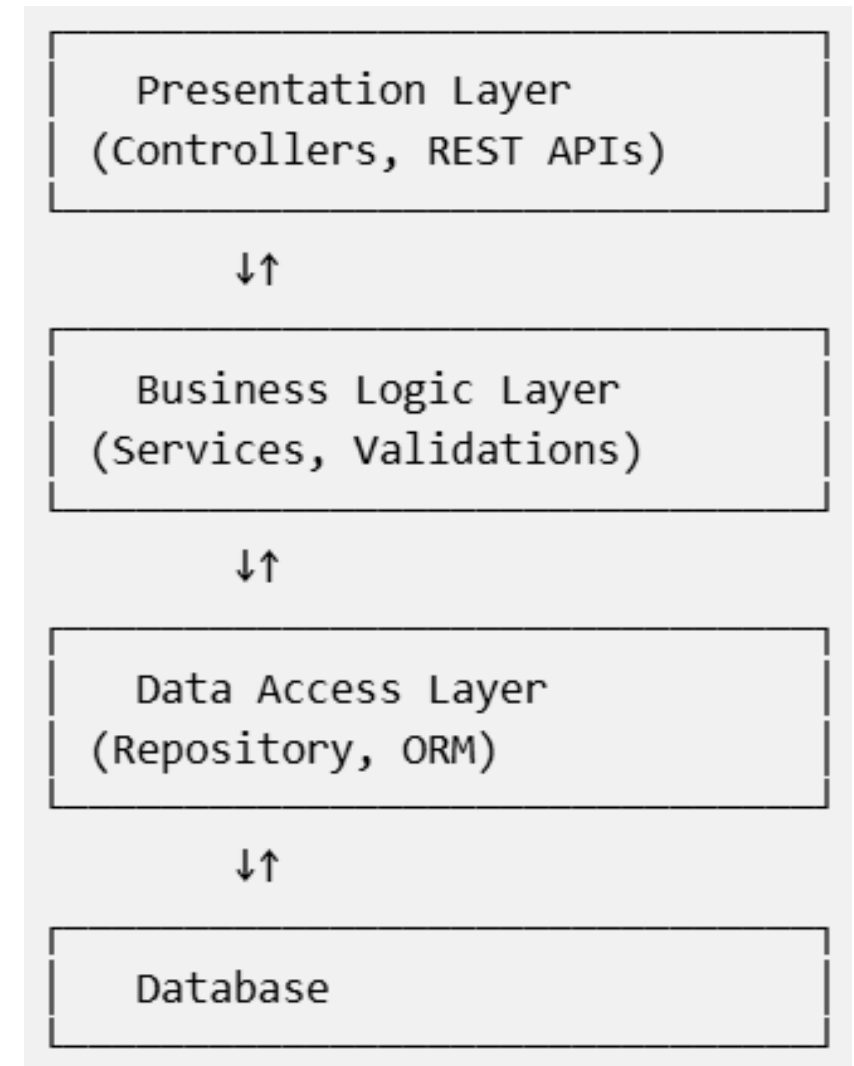 Presentation Layer
(Controllers, REST APIs)
↓↑
Business Logic Layer
(Services, Validations)
↓↑
Data Access Layer
(Repository, ORM)
↓↑
Database